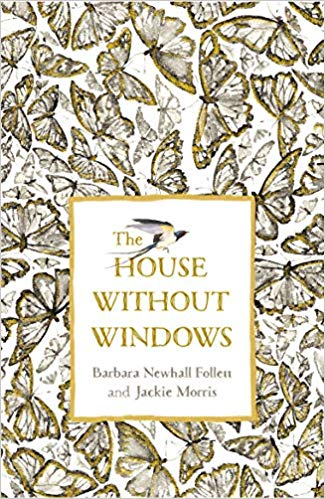 The
HOUSE
WITHOUT
WINDOWS
Barbara Newhall Follett
and Jackie Morris